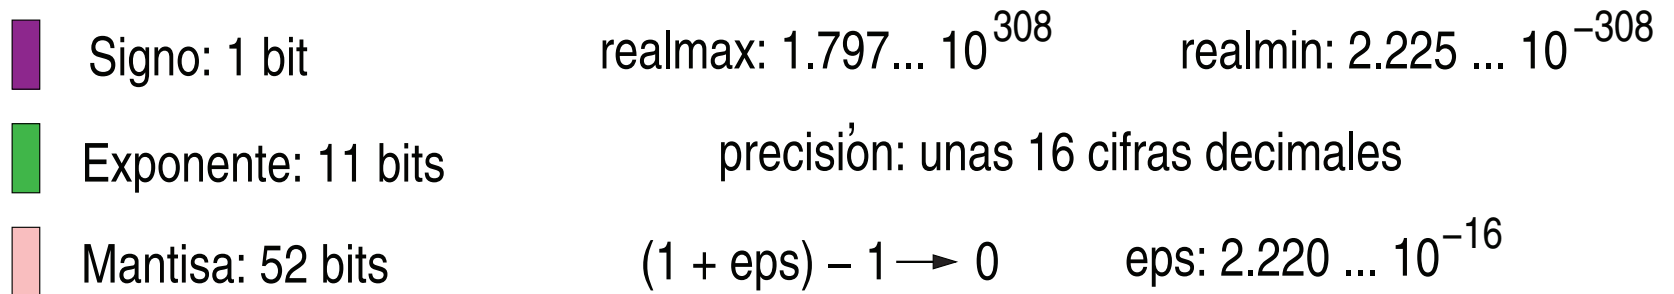 Signo: 1 bit realmax: 1.797... 10^308 realmin: 2.225 ... 10^−308
Exponente: 11 bits precisión: unas 16 cifras decimales
Mantisa: 52 bits (1 + eps) − 1 → 0 eps: 2.220 ... 10^−16